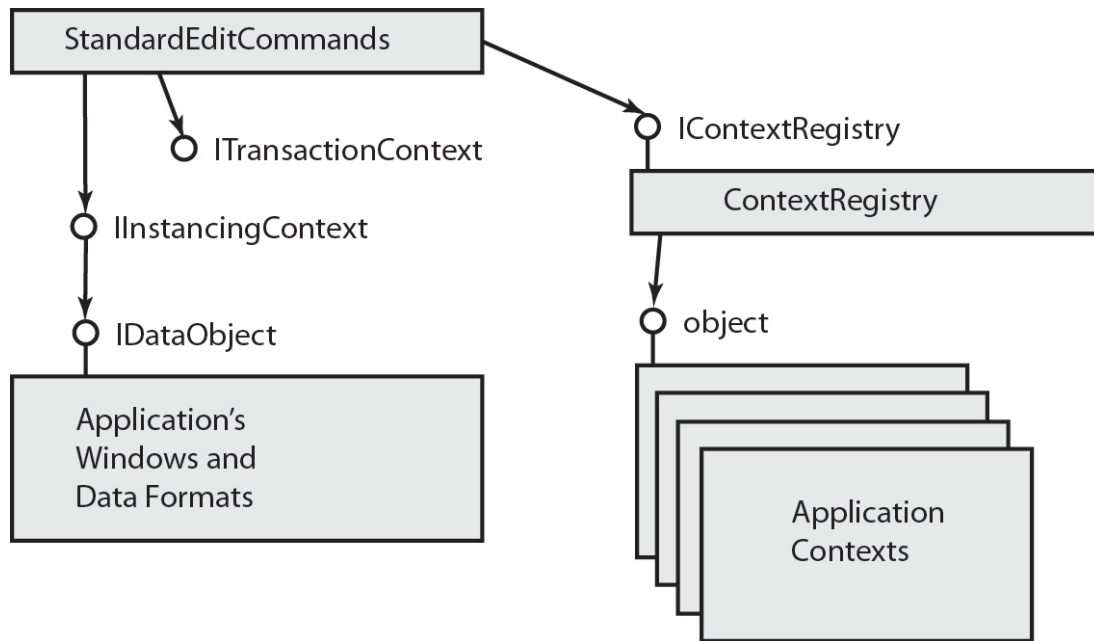 StandardEditCommands
ITransactionContext
IContextRegistry
ContextRegistry
IInstancingContext
object
IDataObject
Application’s
Windows and
Data Formats
Application
Contexts